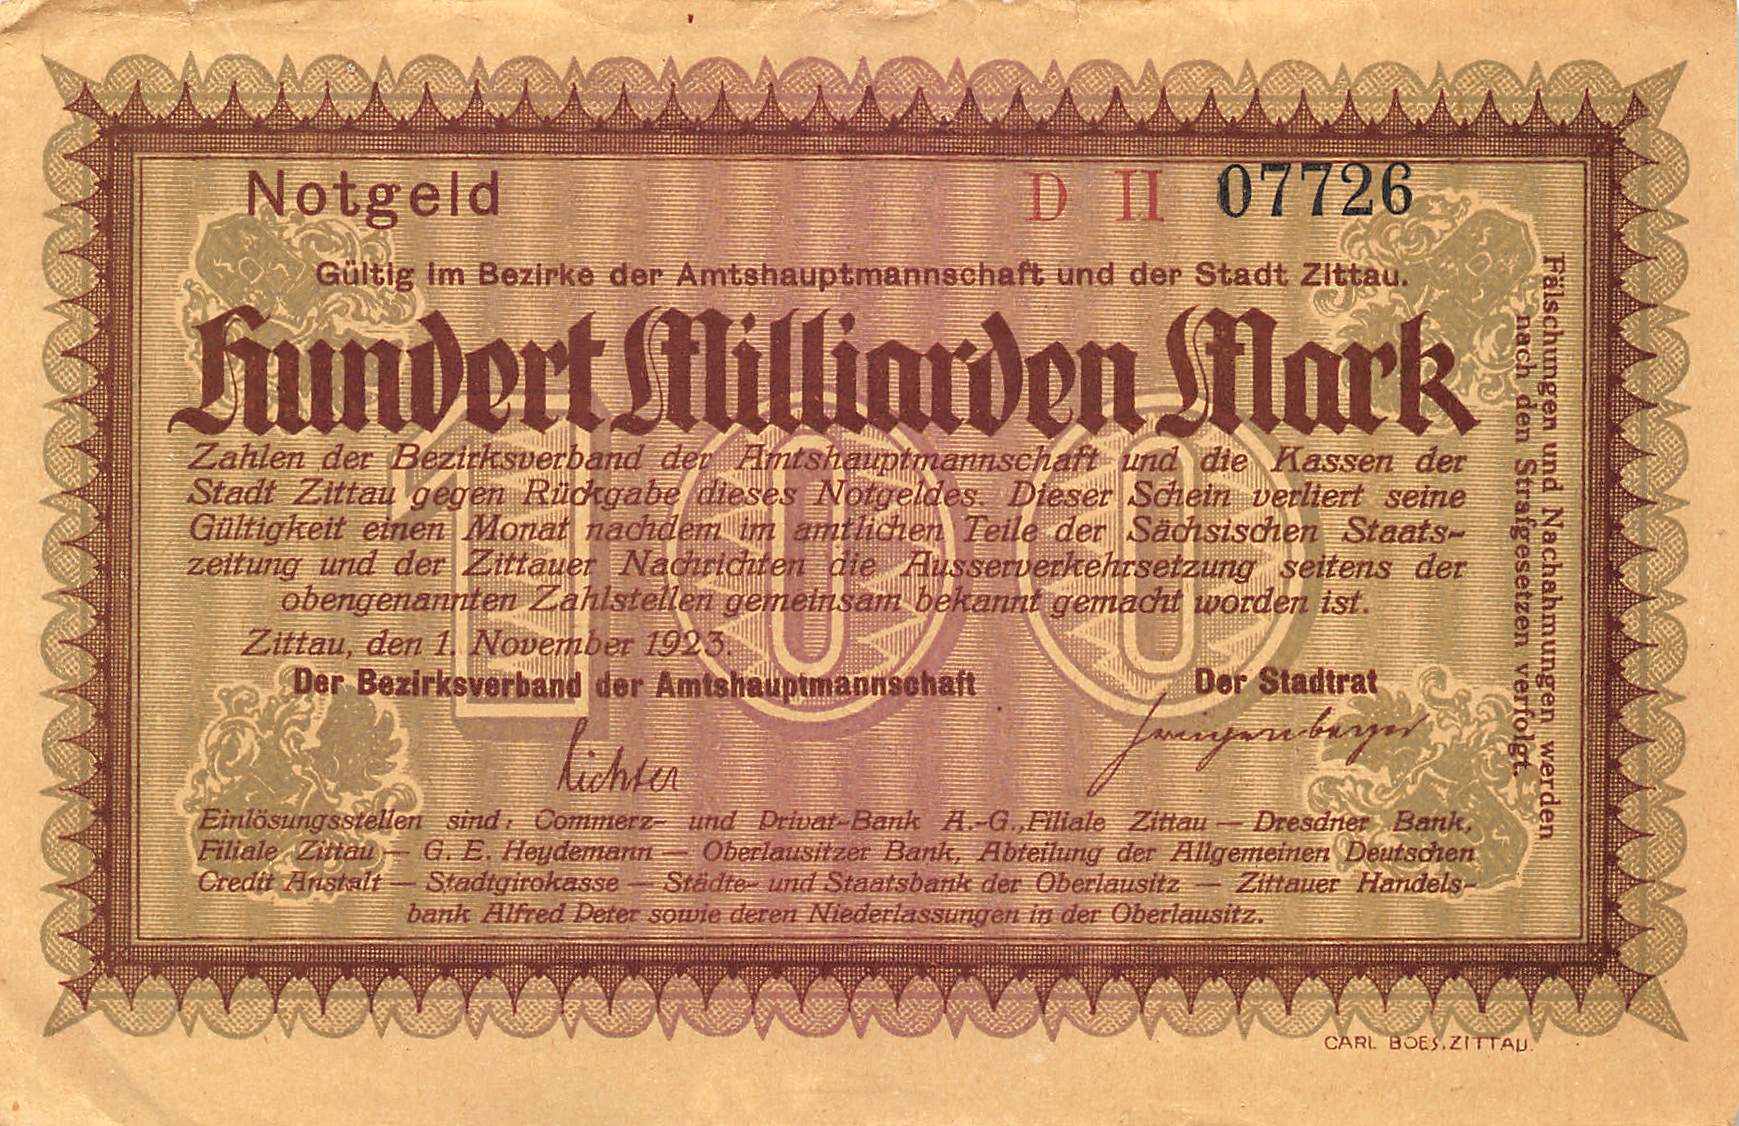 Notgeld
D II 07726
Gültig im Bezirke der Amtshauptmannschaft und der Stadt Zittau.
Hundert Milliarden Mark
100
Zahlen der Bezirksverband der Amtshauptmannschaft und die Kassen der
Stadt Zittau gegen Rückgabe dieses Notgeldes. Dieser Schein verliert seine
Gültigkeit einen Monat nachdem im amtlichen Teile der Sächsischen Staats-
zeitung und der Zittauer Nachrichten die Ausserverkehrsetzung seitens der
obengenannten Zahlstellen gemeinsam bekannt gemacht worden ist.
Zittau, den 1. November 1923.
Der Bezirksverband der Amtshauptmannschaft
Der Stadtrat
Richter
Einlösungsstellen sind: Commerz- und Privat-Bank A.-G., Filiale Zittau — Dresdner Bank,
Filiale Zittau — G. E. Heydemann — Oberlausitzer Bank, Abteilung der Allgemeinen Deutschen
Credit Anstalt — Stadtgirokasse — Städte- und Staatsbank der Oberlausitz — Zittauer Handels-
bank Alfred Peter sowie deren Niederlassungen in der Oberlausitz.
Fälschungen und Nachahmungen werden
nach den Strafgesetzen verfolgt.
CARL BOES, ZITTAU.